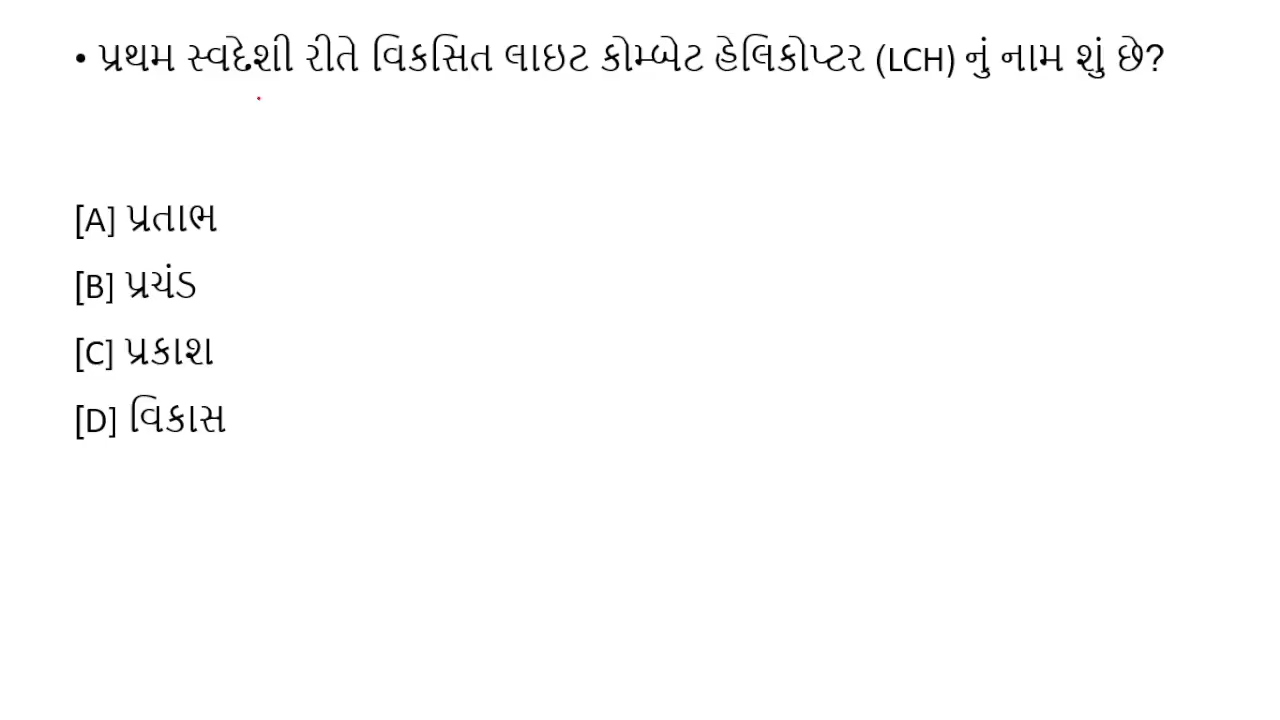 • પ્રથમ સ્વદેશી રીતે વિકસિત લાઇટ કોમ્બેટ હેલિકોપ્ટર (LCH) નું નામ શું છે?
[A] પ્રતાભ
[B] પ્રચંડ
[C] પ્રકાશ
[D] વિકાસ